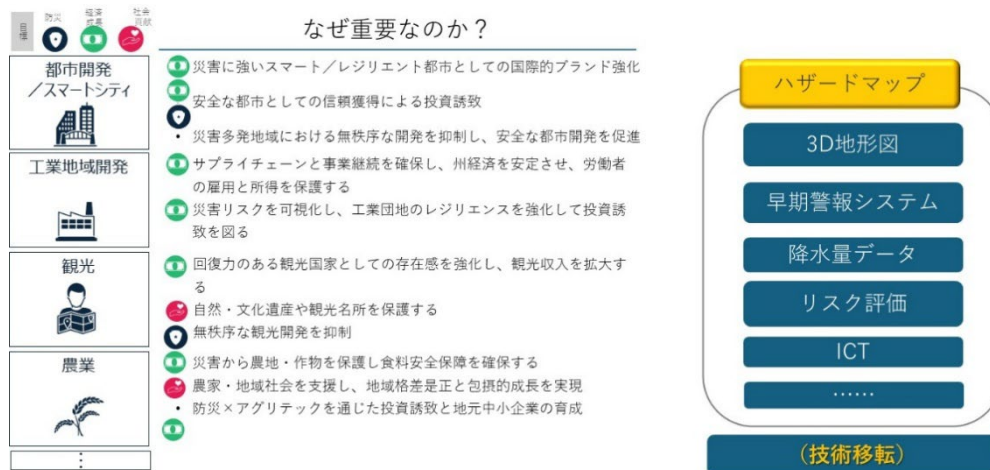 目標
防災
経済
成長
社会
貢献
なぜ重要なのか？
都市開発
／スマートシティ
災害に強いスマート／レジリエント都市としての国際的ブランド強化
安全な都市としての信頼獲得による投資誘致
• 災害多発地域における無秩序な開発を抑制し、安全な都市開発を促進
工業地域開発
サプライチェーンと事業継続を確保し、州経済を安定させ、労働者
の雇用と所得を保護する
災害リスクを可視化し、工業団地のレジリエンスを強化して投資誘
致を図る
観光
回復力のある観光国家としての存在感を強化し、観光収入を拡大す
る
自然・文化遺産や観光名所を保護する
無秩序な観光開発を抑制
農業
災害から農地・作物を保護し食料安全保障を確保する
農家・地域社会を支援し、地域格差是正と包摂的成長を実現
• 防災×アグリテックを通じた投資誘致と地元中小企業の育成
⋮
ハザードマップ
3D地形図
早期警報システム
降水量データ
リスク評価
ICT
……
（技術移転）